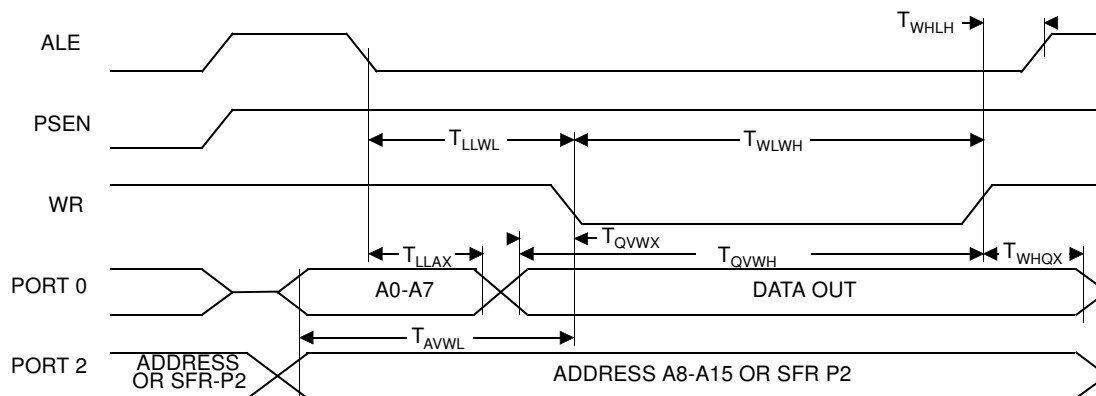 ALE
T_WHLH
PSEN
T_LLWL
T_WLWH
WR
T_LLAX
T_QVWX
T_QVWH
T_WHQX
PORT 0
A0-A7
DATA OUT
T_AVWL
PORT 2
ADDRESS
OR SFR-P2
ADDRESS A8-A15 OR SFR P2